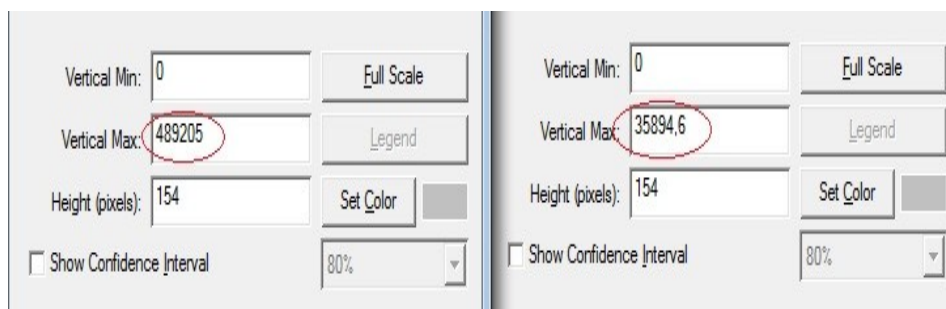 Vertical Min: 0 Full Scale
Vertical Max: 489205 Legend
Height (pixels): 154 Set Color
Show Confidence Interval 80%
Vertical Min: 0 Full Scale
Vertical Max: 35894,6 Legend
Height (pixels): 154 Set Color
Show Confidence Interval 80%